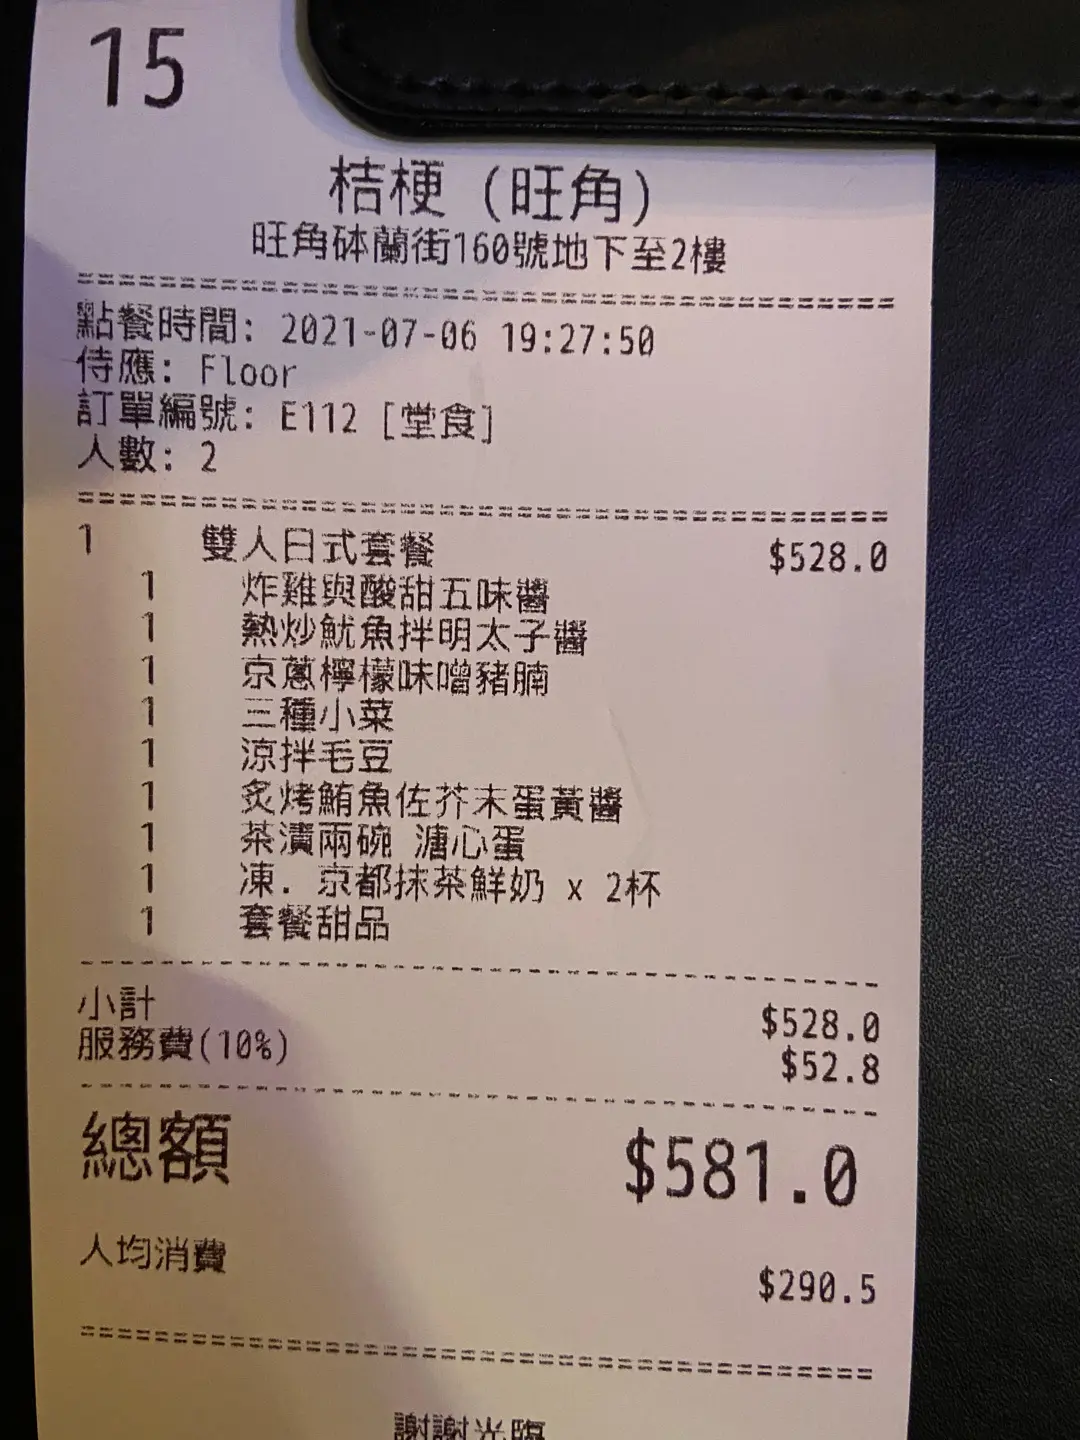 15
桔梗 (旺角)
旺角砵蘭街160號地下至2樓
點餐時間: 2021-07-06 19:27:50
侍應: Floor
訂單編號: E112 [堂食]
人數: 2
1 雙人日式套餐 $528.0
1 炸雞與酸甜五味醬
1 熱炒魷魚拌明太子醬
1 京蔥檸檬味噌豬腩
1 三種小菜
1 涼拌毛豆
1 炙烤鮪魚佐芥末蛋黃醬
1 茶漬兩碗 溏心蛋
1 凍. 京都抹茶鮮奶 x 2杯
1 套餐甜品
小計 $528.0
服務費(10%) $52.8
總額 $581.0
人均消費 $290.5
謝謝光臨